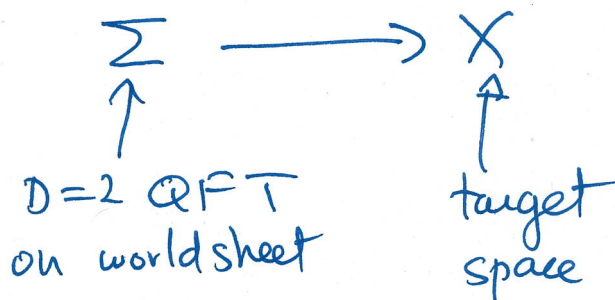 Σ ⟶ X
D=2 QFT
on worldsheet
target
space